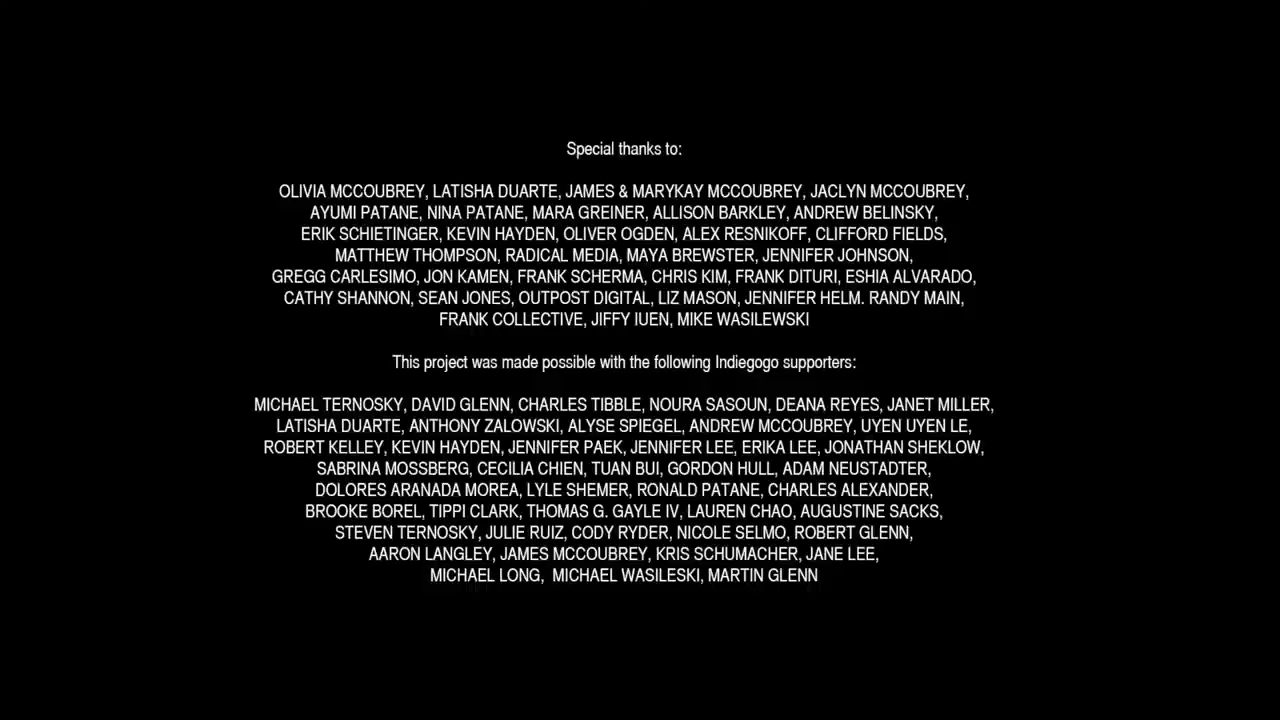 Special thanks to:
OLIVIA MCCOUBREY, LATISHA DUARTE, JAMES & MARYKAY MCCOUBREY, JACLYN MCCOUBREY,
AYUMI PATANE, NINA PATANE, MARA GREINER, ALLISON BARKLEY, ANDREW BELINSKY,
ERIK SCHIETINGER, KEVIN HAYDEN, OLIVER OGDEN, ALEX RESNIKOFF, CLIFFORD FIELDS,
MATTHEW THOMPSON, RADICAL MEDIA, MAYA BREWSTER, JENNIFER JOHNSON,
GREGG CARLESIMO, JON KAMEN, FRANK SCHERMA, CHRIS KIM, FRANK DITURI, ESHIA ALVARADO,
CATHY SHANNON, SEAN JONES, OUTPOST DIGITAL, LIZ MASON, JENNIFER HELM. RANDY MAIN,
FRANK COLLECTIVE, JIFFY IUEN, MIKE WASILEWSKI
This project was made possible with the following Indiegogo supporters:
MICHAEL TERNOSKY, DAVID GLENN, CHARLES TIBBLE, NOURA SASOUN, DEANA REYES, JANET MILLER,
LATISHA DUARTE, ANTHONY ZALOWSKI, ALYSE SPIEGEL, ANDREW MCCOUBREY, UYEN UYEN LE,
ROBERT KELLEY, KEVIN HAYDEN, JENNIFER PAEK, JENNIFER LEE, ERIKA LEE, JONATHAN SHEKLOW,
SABRINA MOSSBERG, CECILIA CHIEN, TUAN BUI, GORDON HULL, ADAM NEUSTADTER,
DOLORES ARANADA MOREA, LYLE SHEMER, RONALD PATANE, CHARLES ALEXANDER,
BROOKE BOREL, TIPPI CLARK, THOMAS G. GAYLE IV, LAUREN CHAO, AUGUSTINE SACKS,
STEVEN TERNOSKY, JULIE RUIZ, CODY RYDER, NICOLE SELMO, ROBERT GLENN,
AARON LANGLEY, JAMES MCCOUBREY, KRIS SCHUMACHER, JANE LEE,
MICHAEL LONG,  MICHAEL WASILESKI, MARTIN GLENN